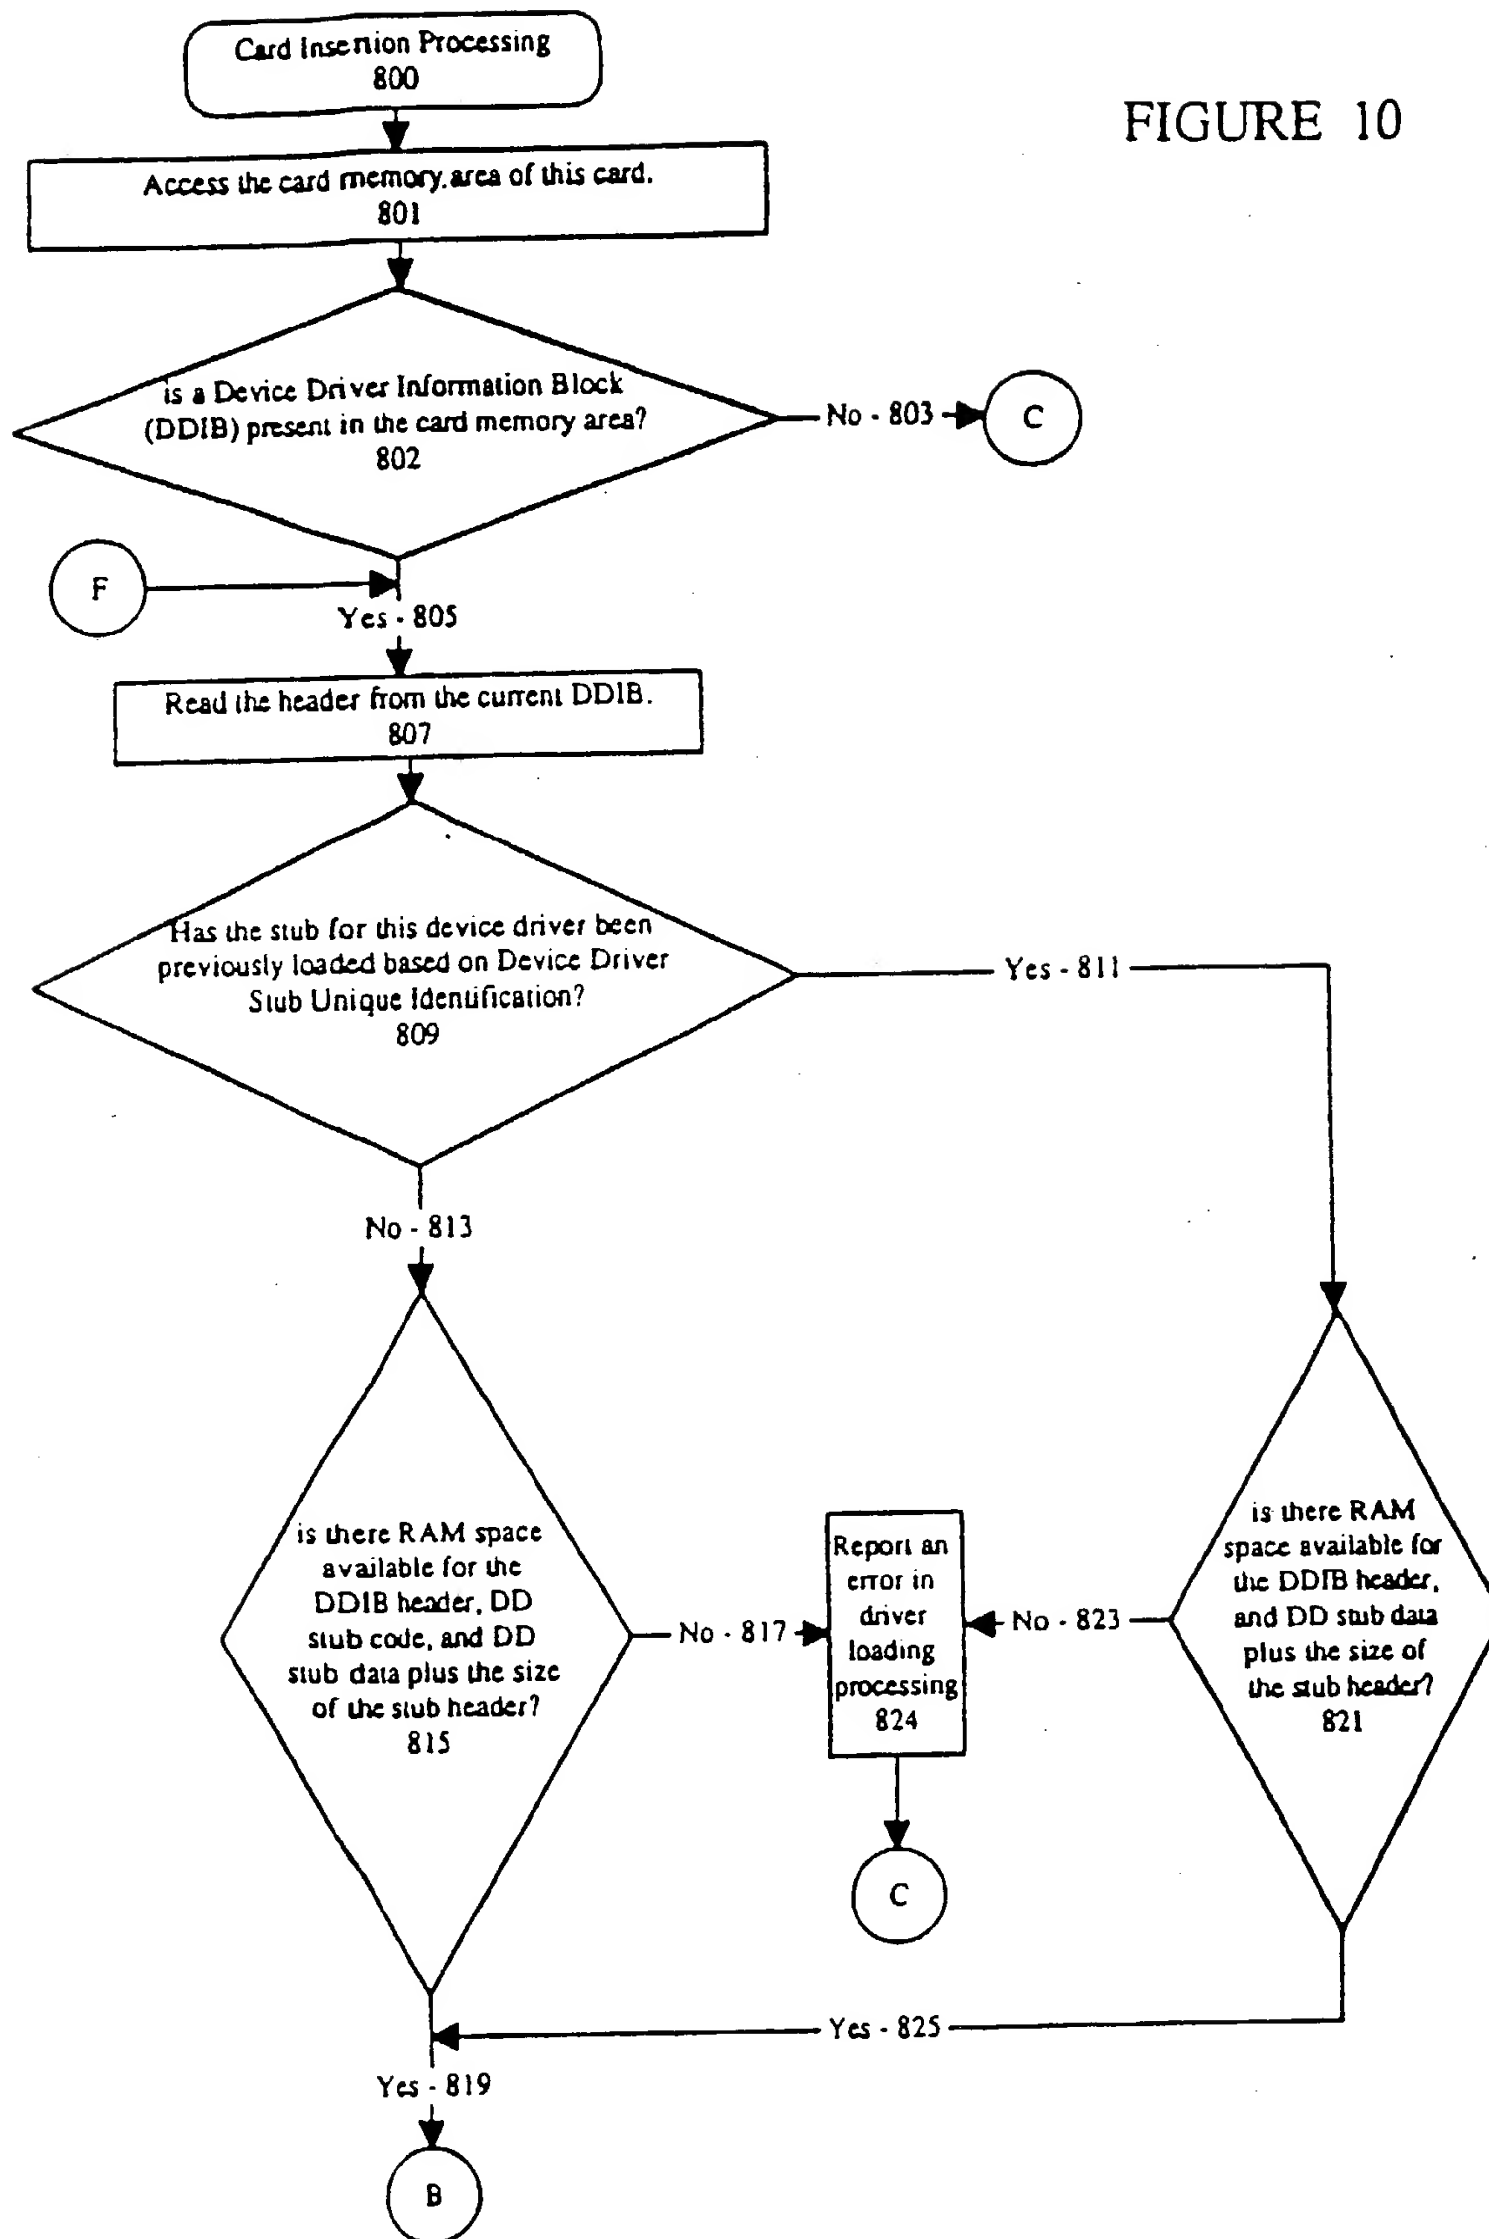 Card Insertion Processing
800
FIGURE 10
Access the card memory area of this card.
801
is a Device Driver Information Block
(DDIB) present in the card memory area?
802
No - 803
C
F
Yes - 805
Read the header from the current DDIB.
807
Has the stub for this device driver been
previously loaded based on Device Driver
Stub Unique Identification?
809
Yes - 811
No - 813
is there RAM space
available for the
DDIB header, DD
stub code, and DD
stub data plus the size
of the stub header?
815
No - 817
Report an
error in
driver
loading
processing
824
No - 823
is there RAM
space available for
the DDIB header,
and DD stub data
plus the size of
the stub header?
821
C
Yes - 825
Yes - 819
B